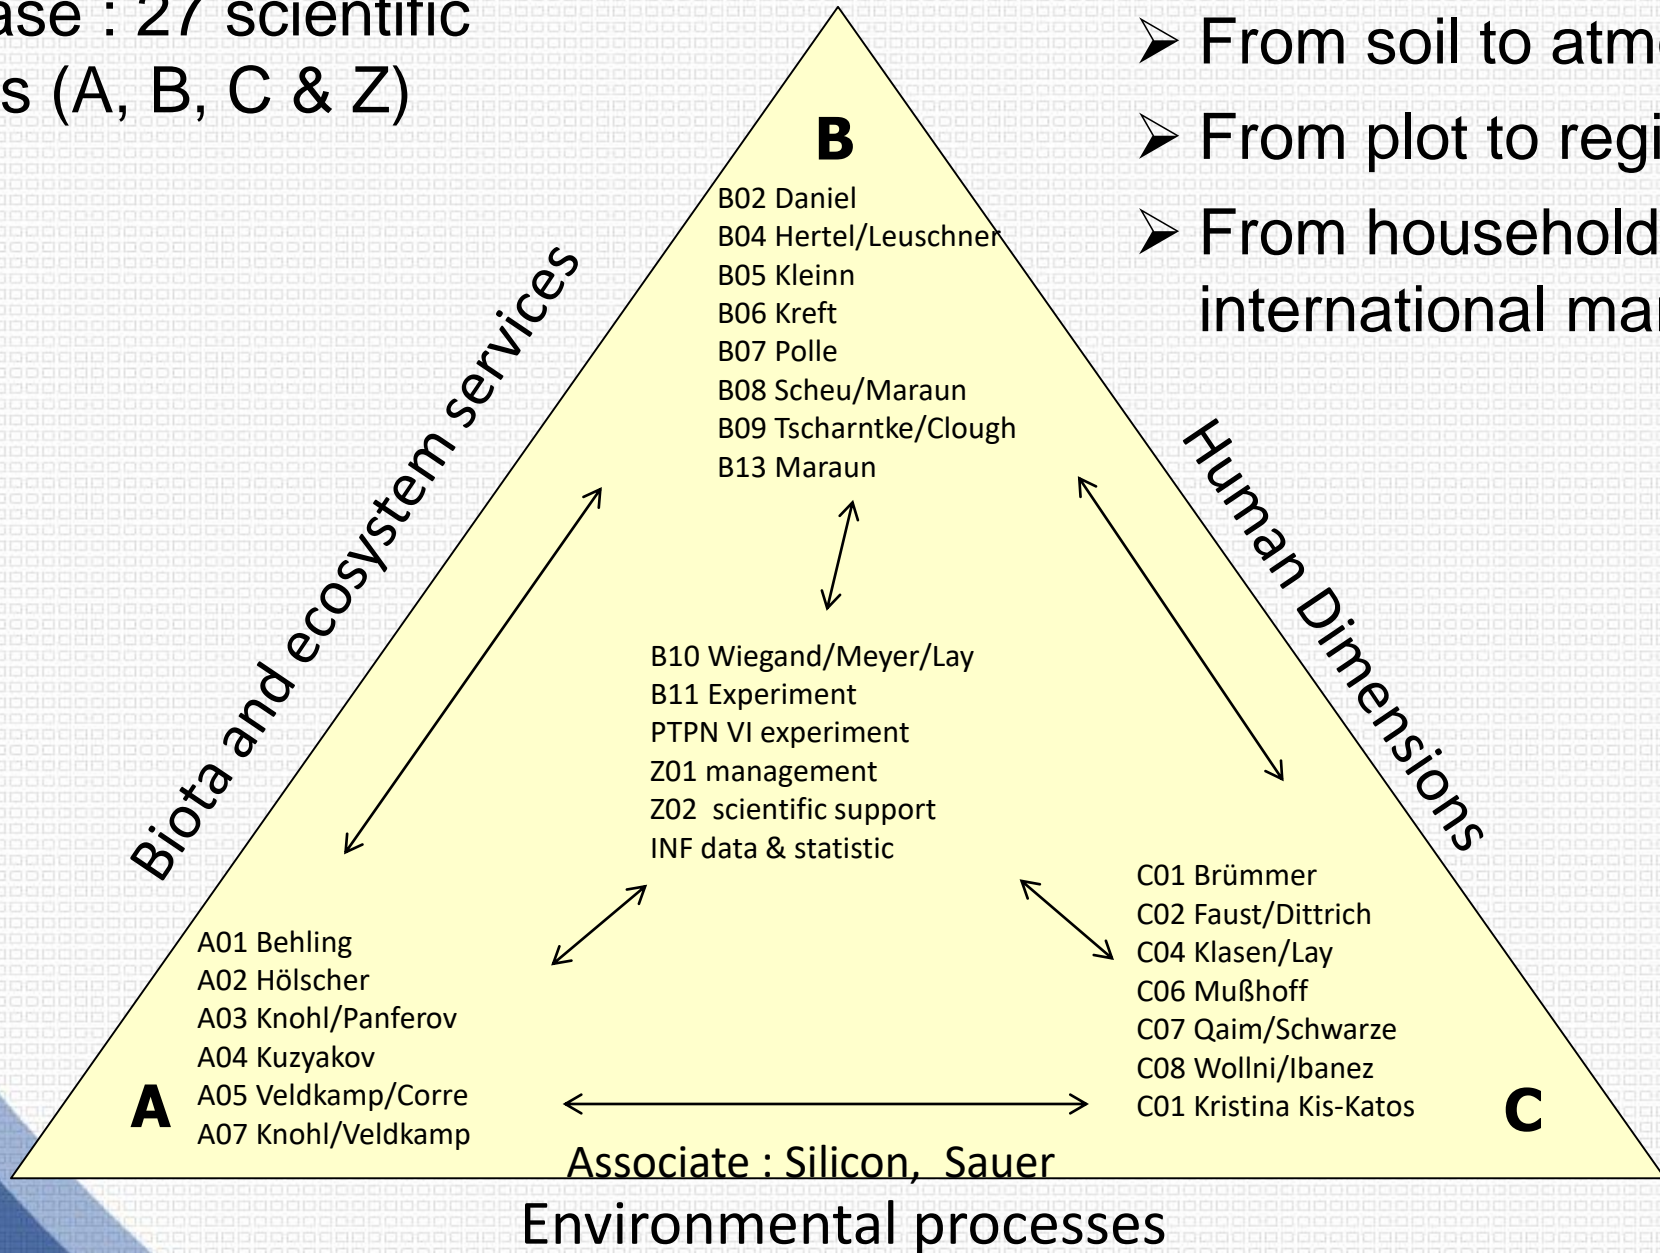 ase : 27 scientific
s (A, B, C & Z)
From soil to atm
From plot to regi
From household
international mar
B
B02 Daniel
B04 Hertel/Leuschner
B05 Kleinn
B06 Kreft
B07 Polle
B08 Scheu/Maraun
B09 Tscharntke/Clough
B13 Maraun
Biota and ecosystem services
Human Dimensions
B10 Wiegand/Meyer/Lay
B11 Experiment
PTPN VI experiment
Z01 management
Z02 scientific support
INF data & statistic
A
A01 Behling
A02 Hölscher
A03 Knohl/Panferov
A04 Kuzyakov
A05 Veldkamp/Corre
A07 Knohl/Veldkamp
C01 Brümmer
C02 Faust/Dittrich
C04 Klasen/Lay
C06 Mußhoff
C07 Qaim/Schwarze
C08 Wollni/Ibanez
C01 Kristina Kis-Katos
C
Associate : Silicon, Sauer
Environmental processes